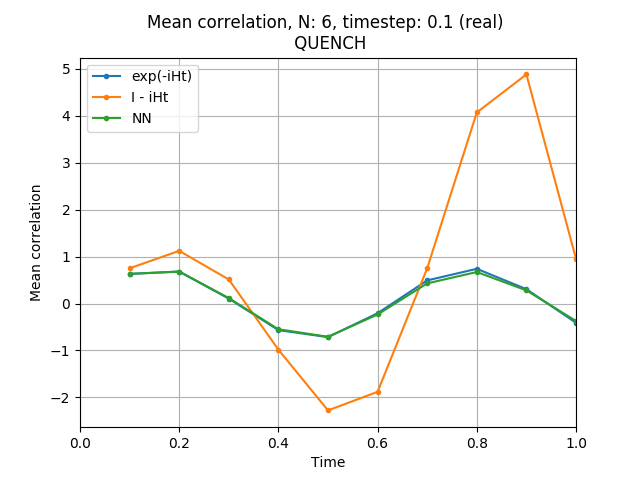 Mean correlation, N: 6, timestep: 0.1 (real)
QUENCH
exp(-iHt)
I - iHt
NN
Mean correlation
5
4
3
2
1
0
−1
−2
0.0
0.2
0.4
0.6
0.8
1.0
Time